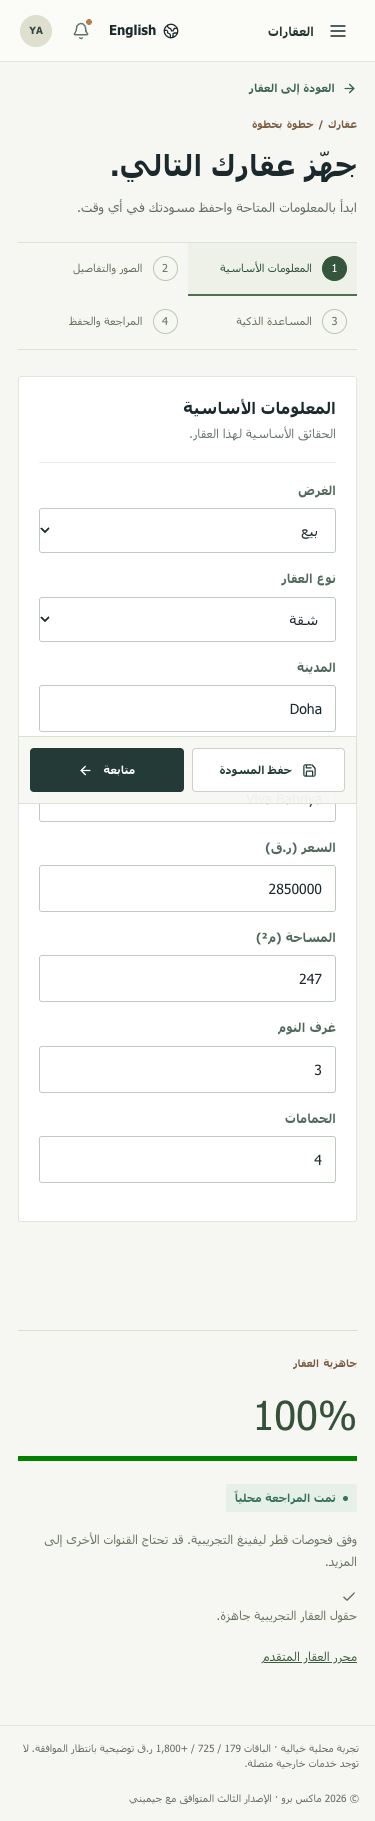 العقارات
English
YA
العودة إلى العقار
عقارك / خطوة بخطوة
جهّز عقارك التالي.
ابدأ بالمعلومات المتاحة واحفظ مسودتك في أي وقت.
1 المعلومات الأساسية
2 الصور والتفاصيل
3 المساعدة الذكية
4 المراجعة والحفظ
المعلومات الأساسية
الحقائق الأساسية لهذا العقار.
الغرض
بيع
نوع العقار
شقة
المدينة
Doha
حفظ المسودة
متابعة
السعر (ر.ق)
2850000
المساحة (م²)
247
غرف النوم
3
الحمامات
4
جاهزية العقار
100%
تمت المراجعة محلياً
وفق فحوصات قطر ليفينغ التجريبية. قد تحتاج القنوات الأخرى إلى
المزيد.
حقول العقار التجريبية جاهزة.
محرر العقار المتقدم
تجربة محلية خيالية · الباقات 179 / 725 / +1,800 ر.ق توضيحية بانتظار الموافقة. لا
توجد خدمات خارجية متصلة.
© 2026 ماكس برو · الإصدار الثالث المتوافق مع جيميني